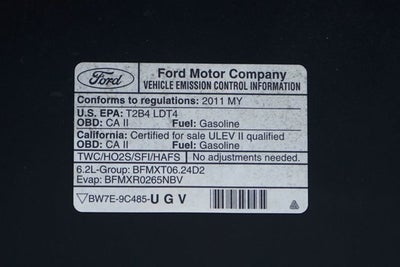 Ford
Ford Motor Company
VEHICLE EMISSION CONTROL INFORMATION
Conforms to regulations: 2011 MY
U.S. EPA: T2B4 LDT4
OBD: CA II Fuel: Gasoline
California: Certified for sale ULEV II qualified
OBD: CA II Fuel: Gasoline
TWC/HO2S/SFI/HAFS No adjustments needed.
6.2L-Group: BFMXT06.24D2
Evap: BFMXR0265NBV
BW7E-9C485-UGV